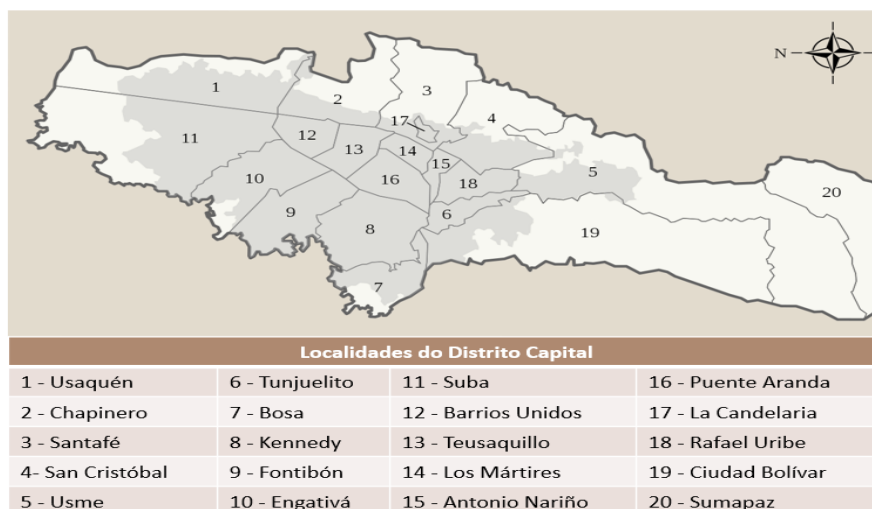 N
1
2
3
4
17
11
12
13
14
15
5
20
10
16
18
9
8
6
19
7
Localidades do Distrito Capital
1 - Usaquén 6 - Tunjuelito 11 - Suba 16 - Puente Aranda
2 - Chapinero 7 - Bosa 12 - Barrios Unidos 17 - La Candelaria
3 - Santafé 8 - Kennedy 13 - Teusaquillo 18 - Rafael Uribe
4- San Cristóbal 9 - Fontibón 14 - Los Mártires 19 - Ciudad Bolívar
5 - Usme 10 - Engativá 15 - Antonio Nariño 20 - Sumapaz